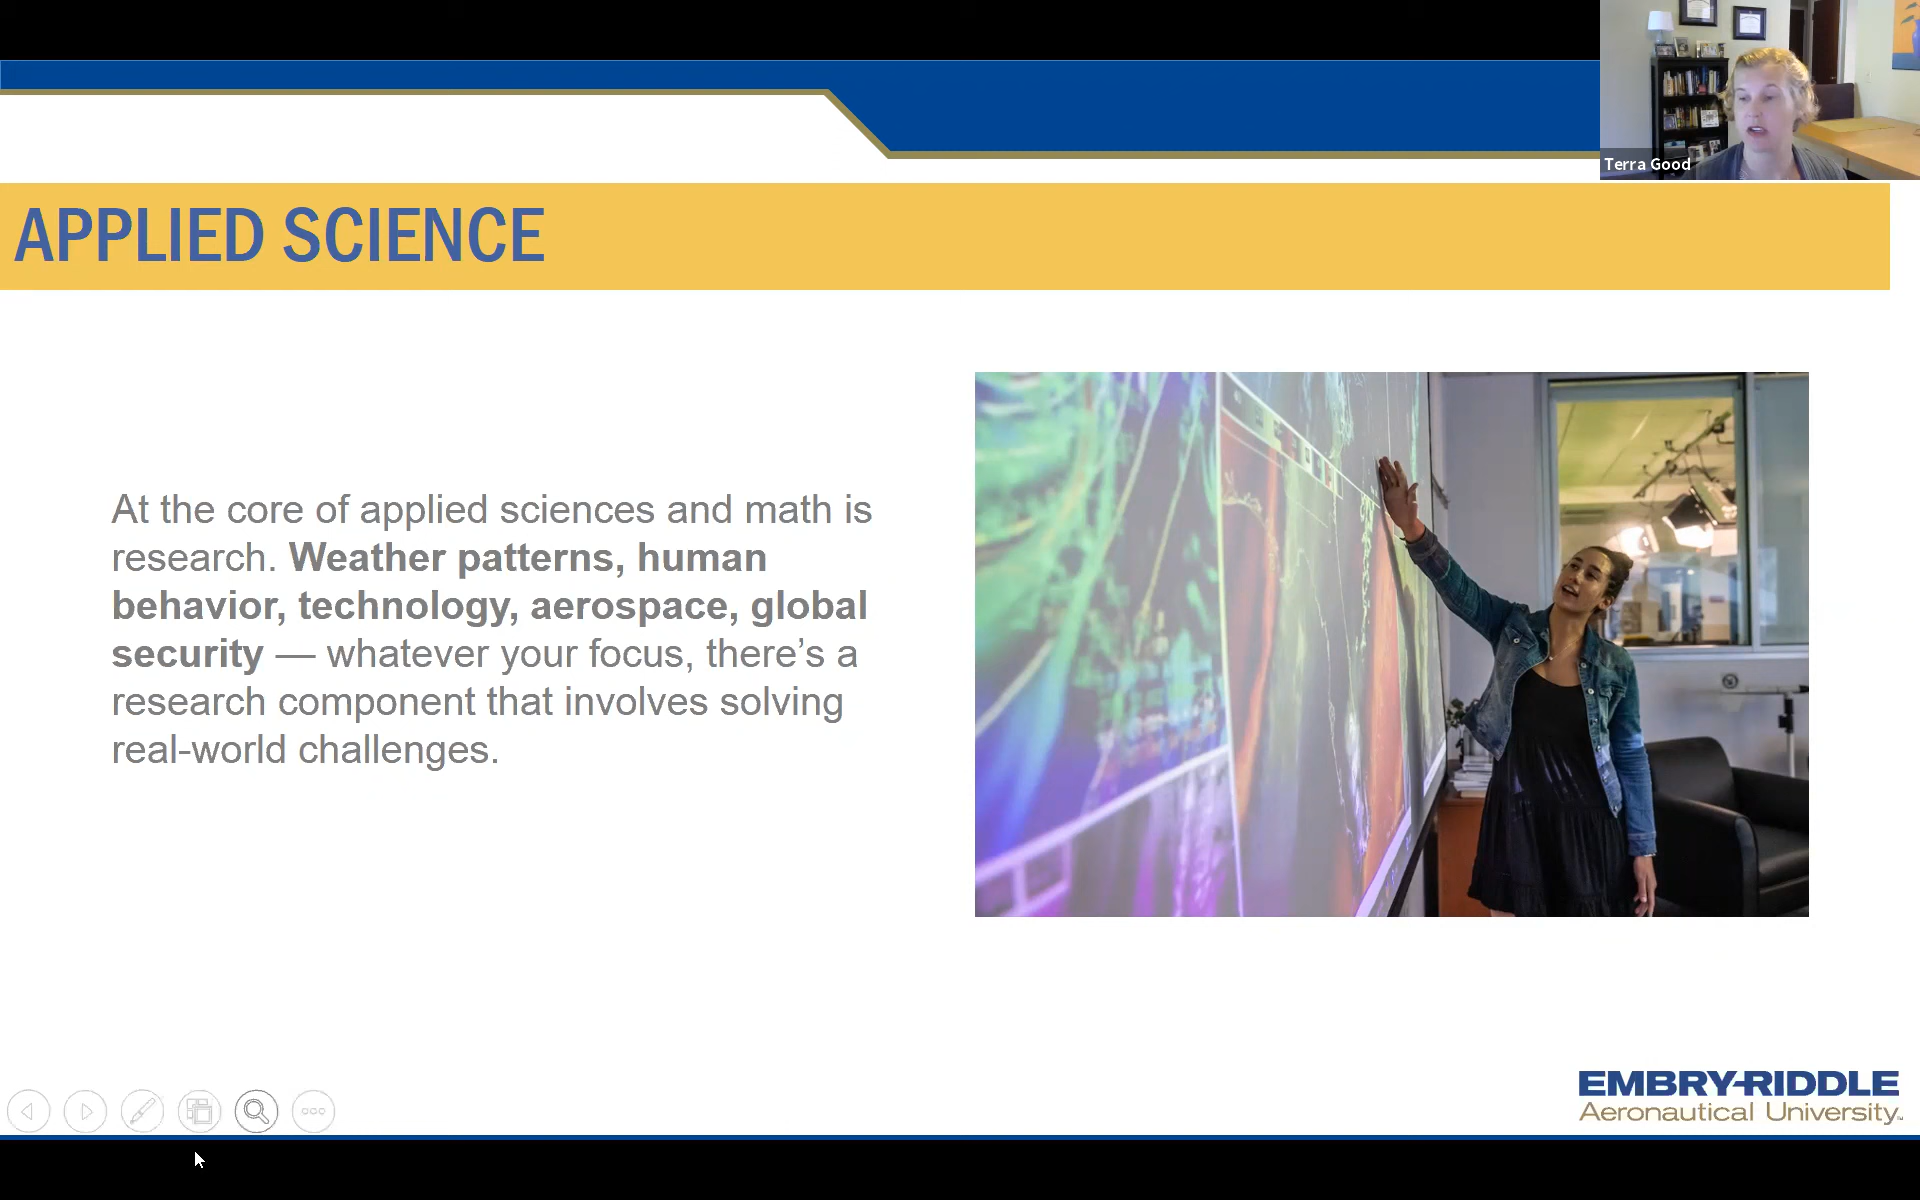 Terra Good
APPLIED SCIENCE
At the core of applied sciences and math is
research. Weather patterns, human
behavior, technology, aerospace, global
security — whatever your focus, there’s a
research component that involves solving
real-world challenges.
EMBRY-RIDDLE
Aeronautical University™